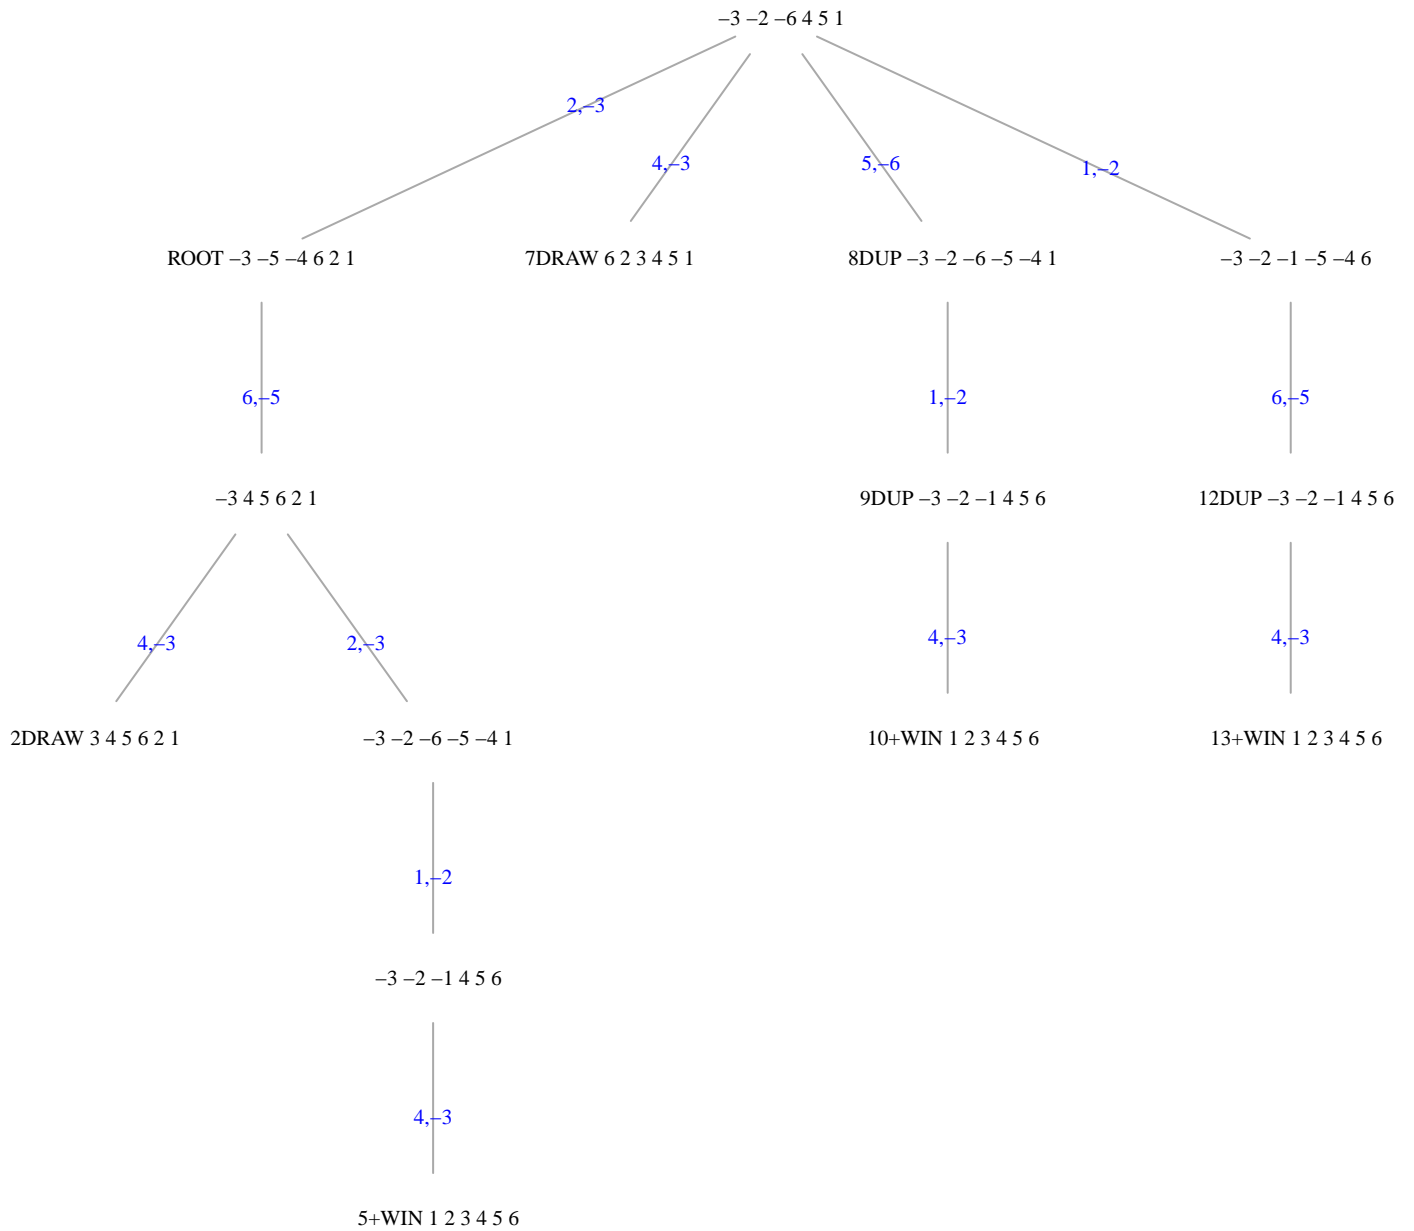 –3 –2 –6 4 5 1
2,–3
4,–3
5,–6
1,–2
ROOT –3 –5 –4 6 2 1
7DRAW 6 2 3 4 5 1
8DUP –3 –2 –6 –5 –4 1
–3 –2 –1 –5 –4 6
6,–5
1,–2
6,–5
–3 4 5 6 2 1
9DUP –3 –2 –1 4 5 6
12DUP –3 –2 –1 4 5 6
4,–3
2,–3
4,–3
4,–3
2DRAW 3 4 5 6 2 1
–3 –2 –6 –5 –4 1
10+WIN 1 2 3 4 5 6
13+WIN 1 2 3 4 5 6
1,–2
–3 –2 –1 4 5 6
4,–3
5+WIN 1 2 3 4 5 6